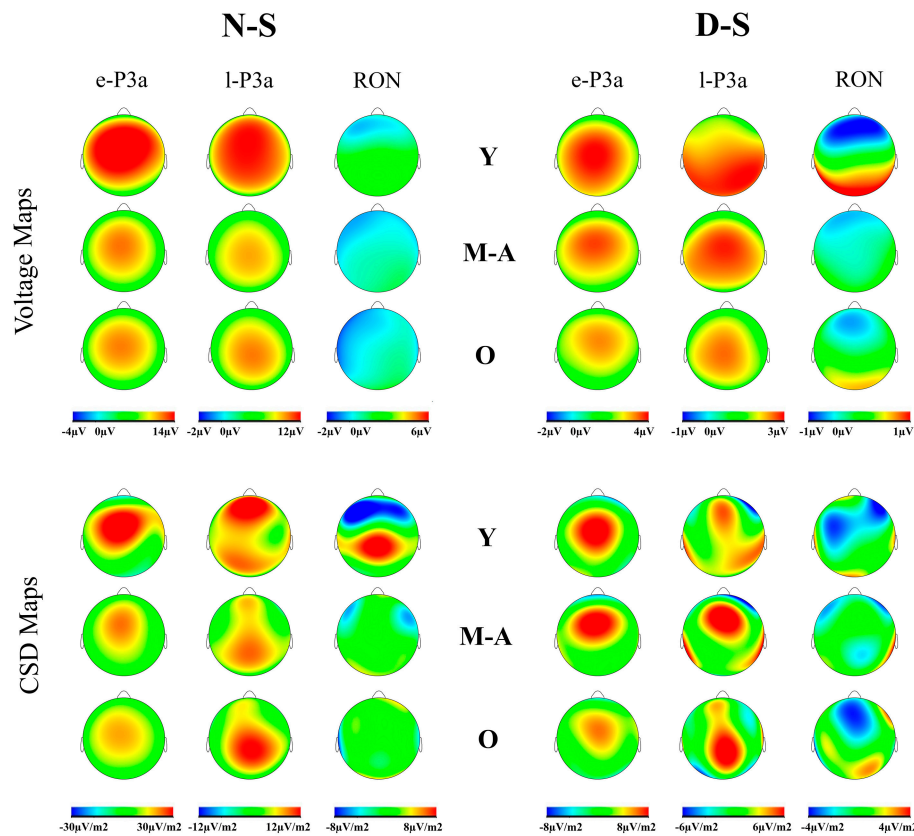 N-S D-S
e-P3a l-P3a RON e-P3a l-P3a RON
Voltage Maps
Y
M-A
O
-4µV 0µV 14µV -2µV 0µV 12µV -2µV 0µV 6µV -2µV 0µV 4µV -1µV 0µV 3µV -1µV 0µV 1µV
CSD Maps
Y
M-A
O
-30µV/m2 30µV/m2 -12µV/m2 12µV/m2 -8µV/m2 8µV/m2 -8µV/m2 8µV/m2 -6µV/m2 6µV/m2 -4µV/m2 4µV/m2